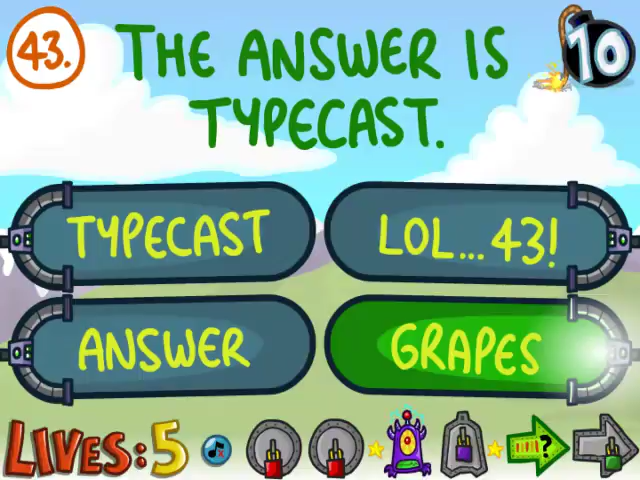 43.
THE ANSWER IS
TYPECAST.
10
TYPECAST
LOL... 43!
ANSWER
GRAPES
LIVES: 5
?